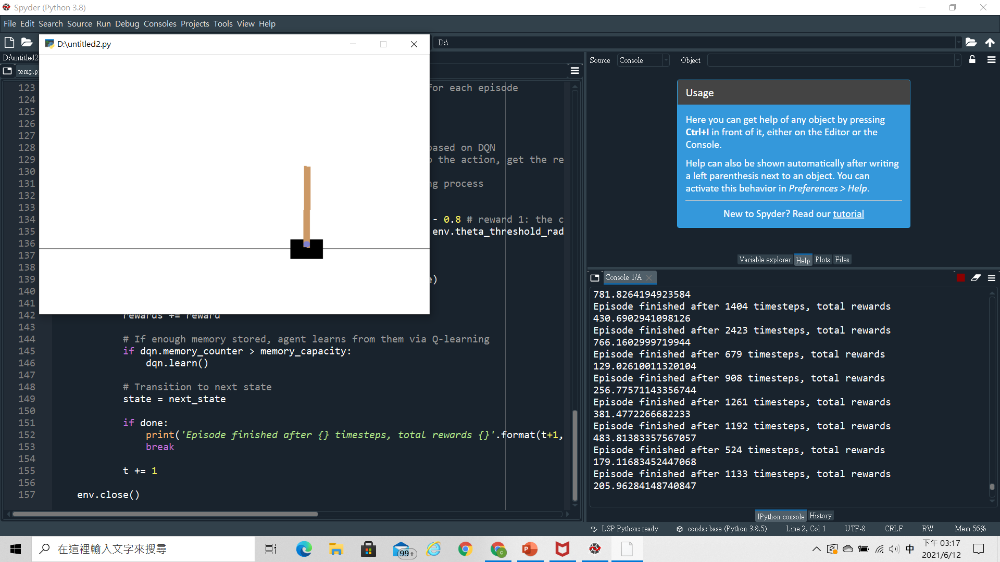 Spyder (Python 3.8)
File Edit Search Source Run Debug Consoles Projects Tools View Help
D:\untitled2.py
D:\
D:\untitled2
temp.p
Source Console Object
Usage
Here you can get help of any object by pressing
Ctrl+I in front of it, either on the Editor or the
Console.
Help can also be shown automatically after writing
a left parenthesis next to an object. You can
activate this behavior in Preferences > Help.
New to Spyder? Read our tutorial
Variable explorer Help Plots Files
123 for each episode
124
125
126
127
128 based on DQN
129 the action, get the re
130
131 ng process
132
133
134 - 0.8 # reward 1: the c
135 env.theta_threshold_rad
136
137
138
139 e)
140
141
142 rewards += reward
143
144 # If enough memory stored, agent learns from them via Q-learning
145 if dqn.memory_counter > memory_capacity:
146 dqn.learn()
147
148 # Transition to next state
149 state = next_state
150
151 if done:
152 print('Episode finished after {} timesteps, total rewards {}'.format(t+1,
153 break
154
155 t += 1
156
157 env.close()
Console 1/A
781.8264194923584
Episode finished after 1404 timesteps, total rewards
430.6902941098126
Episode finished after 2423 timesteps, total rewards
766.1602999719944
Episode finished after 679 timesteps, total rewards
129.02610011320104
Episode finished after 908 timesteps, total rewards
256.77571143356744
Episode finished after 1261 timesteps, total rewards
381.4772266682233
Episode finished after 1192 timesteps, total rewards
483.81383357567057
Episode finished after 524 timesteps, total rewards
179.11683452447068
Episode finished after 1133 timesteps, total rewards
205.96284148740847
IPython console History
LSP Python: ready conda: base (Python 3.8.5) Line 2, Col 1 UTF-8 CRLF RW Mem 56%
在這裡輸入文字來搜尋
99+
中
下午 03:17
2021/6/12